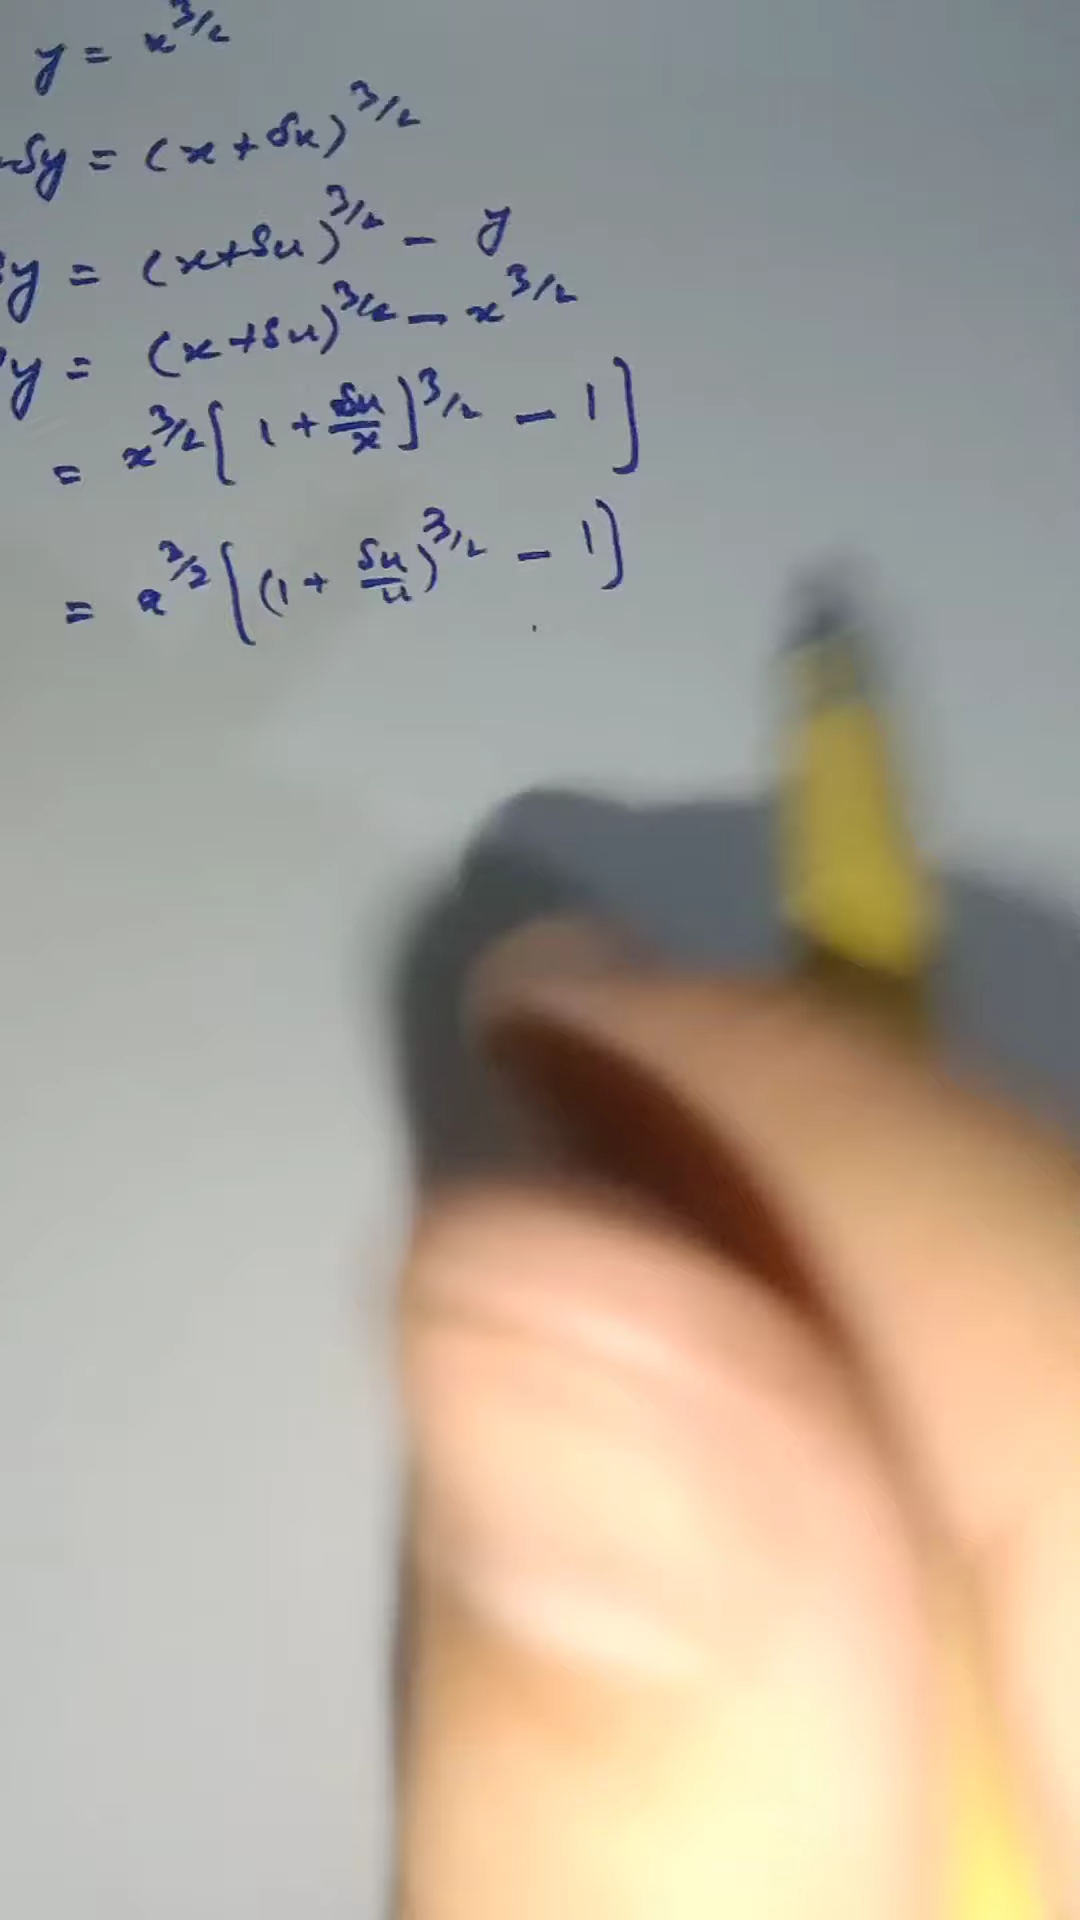 y = x^3/2
+δy = (x + δx)^3/2
δy = (x + δx)^3/2 - y
δy = (x + δx)^3/2 - x^3/2
= x^3/2 [ 1 + δx/x ]^3/2 - 1 ]
= x^3/2 [ (1 + δx/x)^3/2 - 1 ]